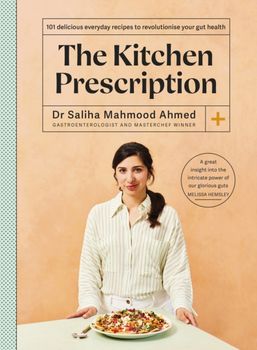 101 delicious everyday recipes to revolutionise your gut health
The Kitchen
Prescription
Dr Saliha Mahmood Ahmed
GASTROENTEROLOGIST AND MASTERCHEF WINNER
+
A great
insight into the
intricate power of
our glorious guts
MELISSA HEMSLEY